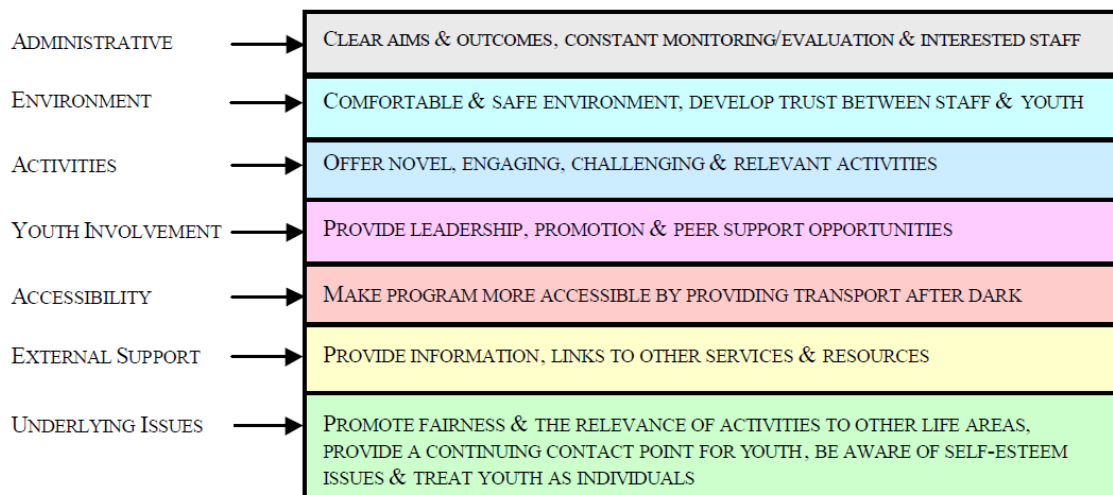 ADMINISTRATIVE
CLEAR AIMS & OUTCOMES, CONSTANT MONITORING/EVALUATION & INTERESTED STAFF
ENVIRONMENT
COMFORTABLE & SAFE ENVIRONMENT, DEVELOP TRUST BETWEEN STAFF & YOUTH
ACTIVITIES
OFFER NOVEL, ENGAGING, CHALLENGING & RELEVANT ACTIVITIES
YOUTH INVOLVEMENT
PROVIDE LEADERSHIP, PROMOTION & PEER SUPPORT OPPORTUNITIES
ACCESSIBILITY
MAKE PROGRAM MORE ACCESSIBLE BY PROVIDING TRANSPORT AFTER DARK
EXTERNAL SUPPORT
PROVIDE INFORMATION, LINKS TO OTHER SERVICES & RESOURCES
UNDERLYING ISSUES
PROMOTE FAIRNESS & THE RELEVANCE OF ACTIVITIES TO OTHER LIFE AREAS,
PROVIDE A CONTINUING CONTACT POINT FOR YOUTH, BE AWARE OF SELF-ESTEEM
ISSUES & TREAT YOUTH AS INDIVIDUALS